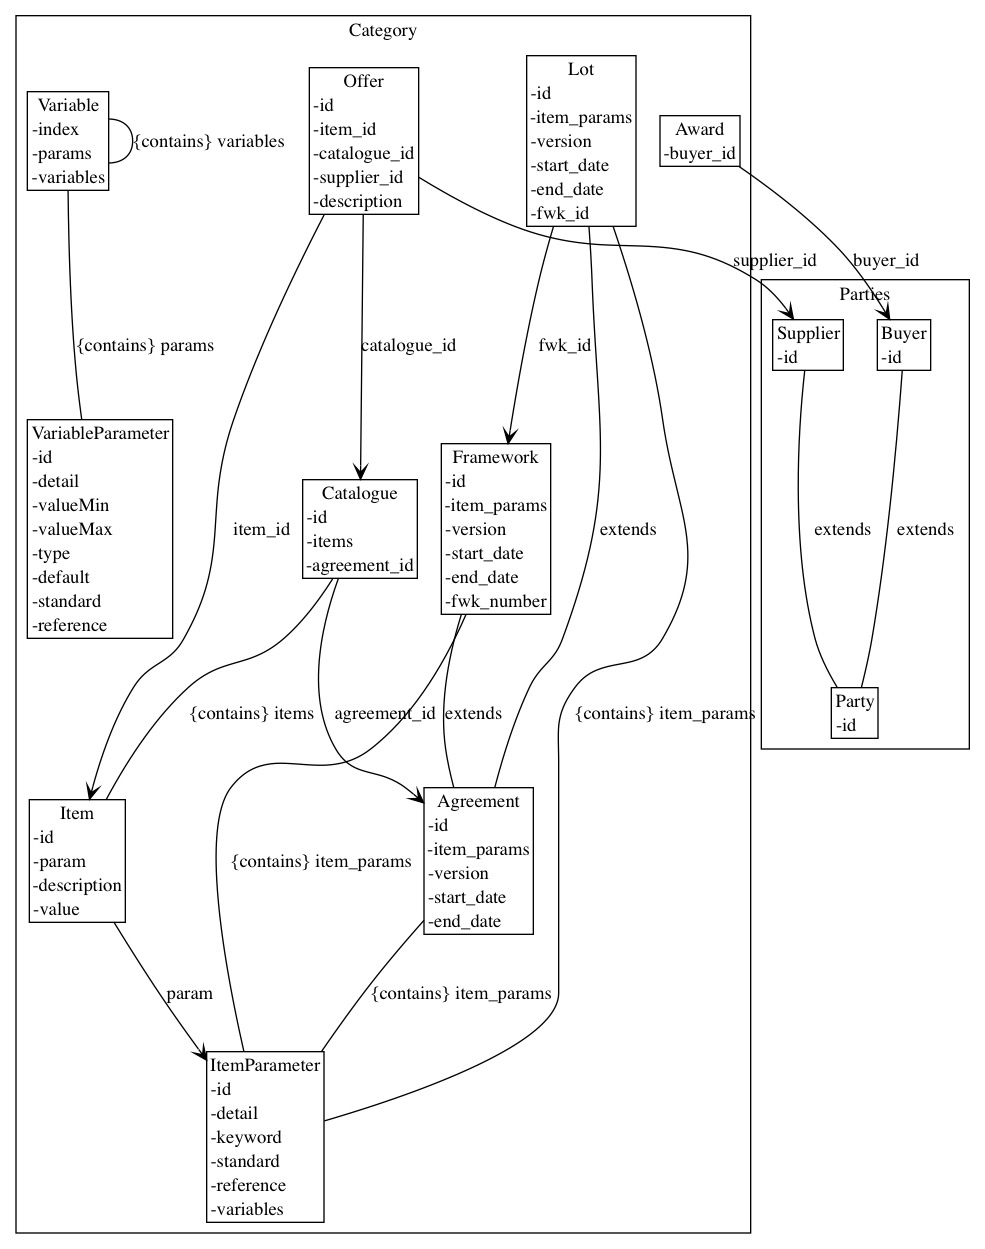 Category
Variable
-index
-params
-variables
{contains} variables
Offer
-id
-item_id
-catalogue_id
-supplier_id
-description
Lot
-id
-item_params
-version
-start_date
-end_date
-fwk_id
Award
-buyer_id
supplier_id
buyer_id
Parties
Supplier
-id
Buyer
-id
{contains} params
catalogue_id
fwk_id
VariableParameter
-id
-detail
-valueMin
-valueMax
-type
-default
-standard
-reference
item_id
Catalogue
-id
-items
-agreement_id
Framework
-id
-item_params
-version
-start_date
-end_date
-fwk_number
extends
extends
extends
{contains} items
agreement_id
extends
{contains} item_params
Party
-id
Item
-id
-param
-description
-value
{contains} item_params
Agreement
-id
-item_params
-version
-start_date
-end_date
param
{contains} item_params
ItemParameter
-id
-detail
-keyword
-standard
-reference
-variables